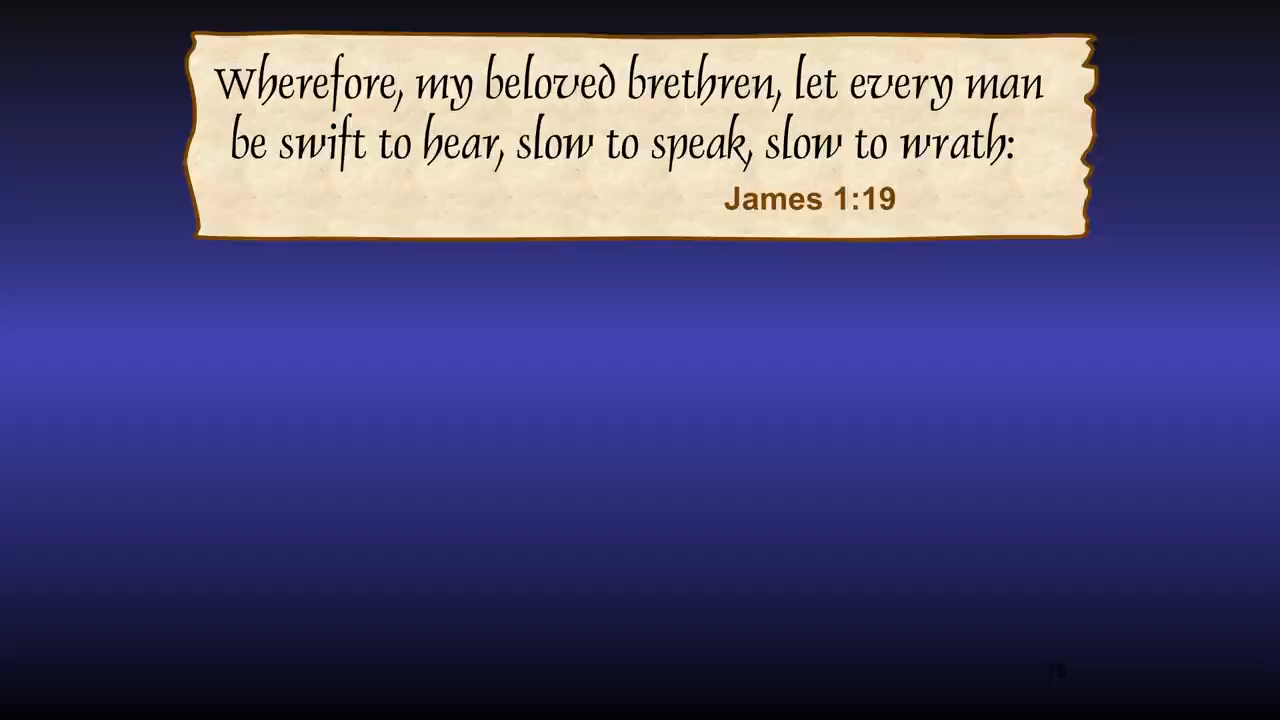 Wherefore, my beloved brethren, let every man
be swift to hear, slow to speak, slow to wrath:
James 1:19
76